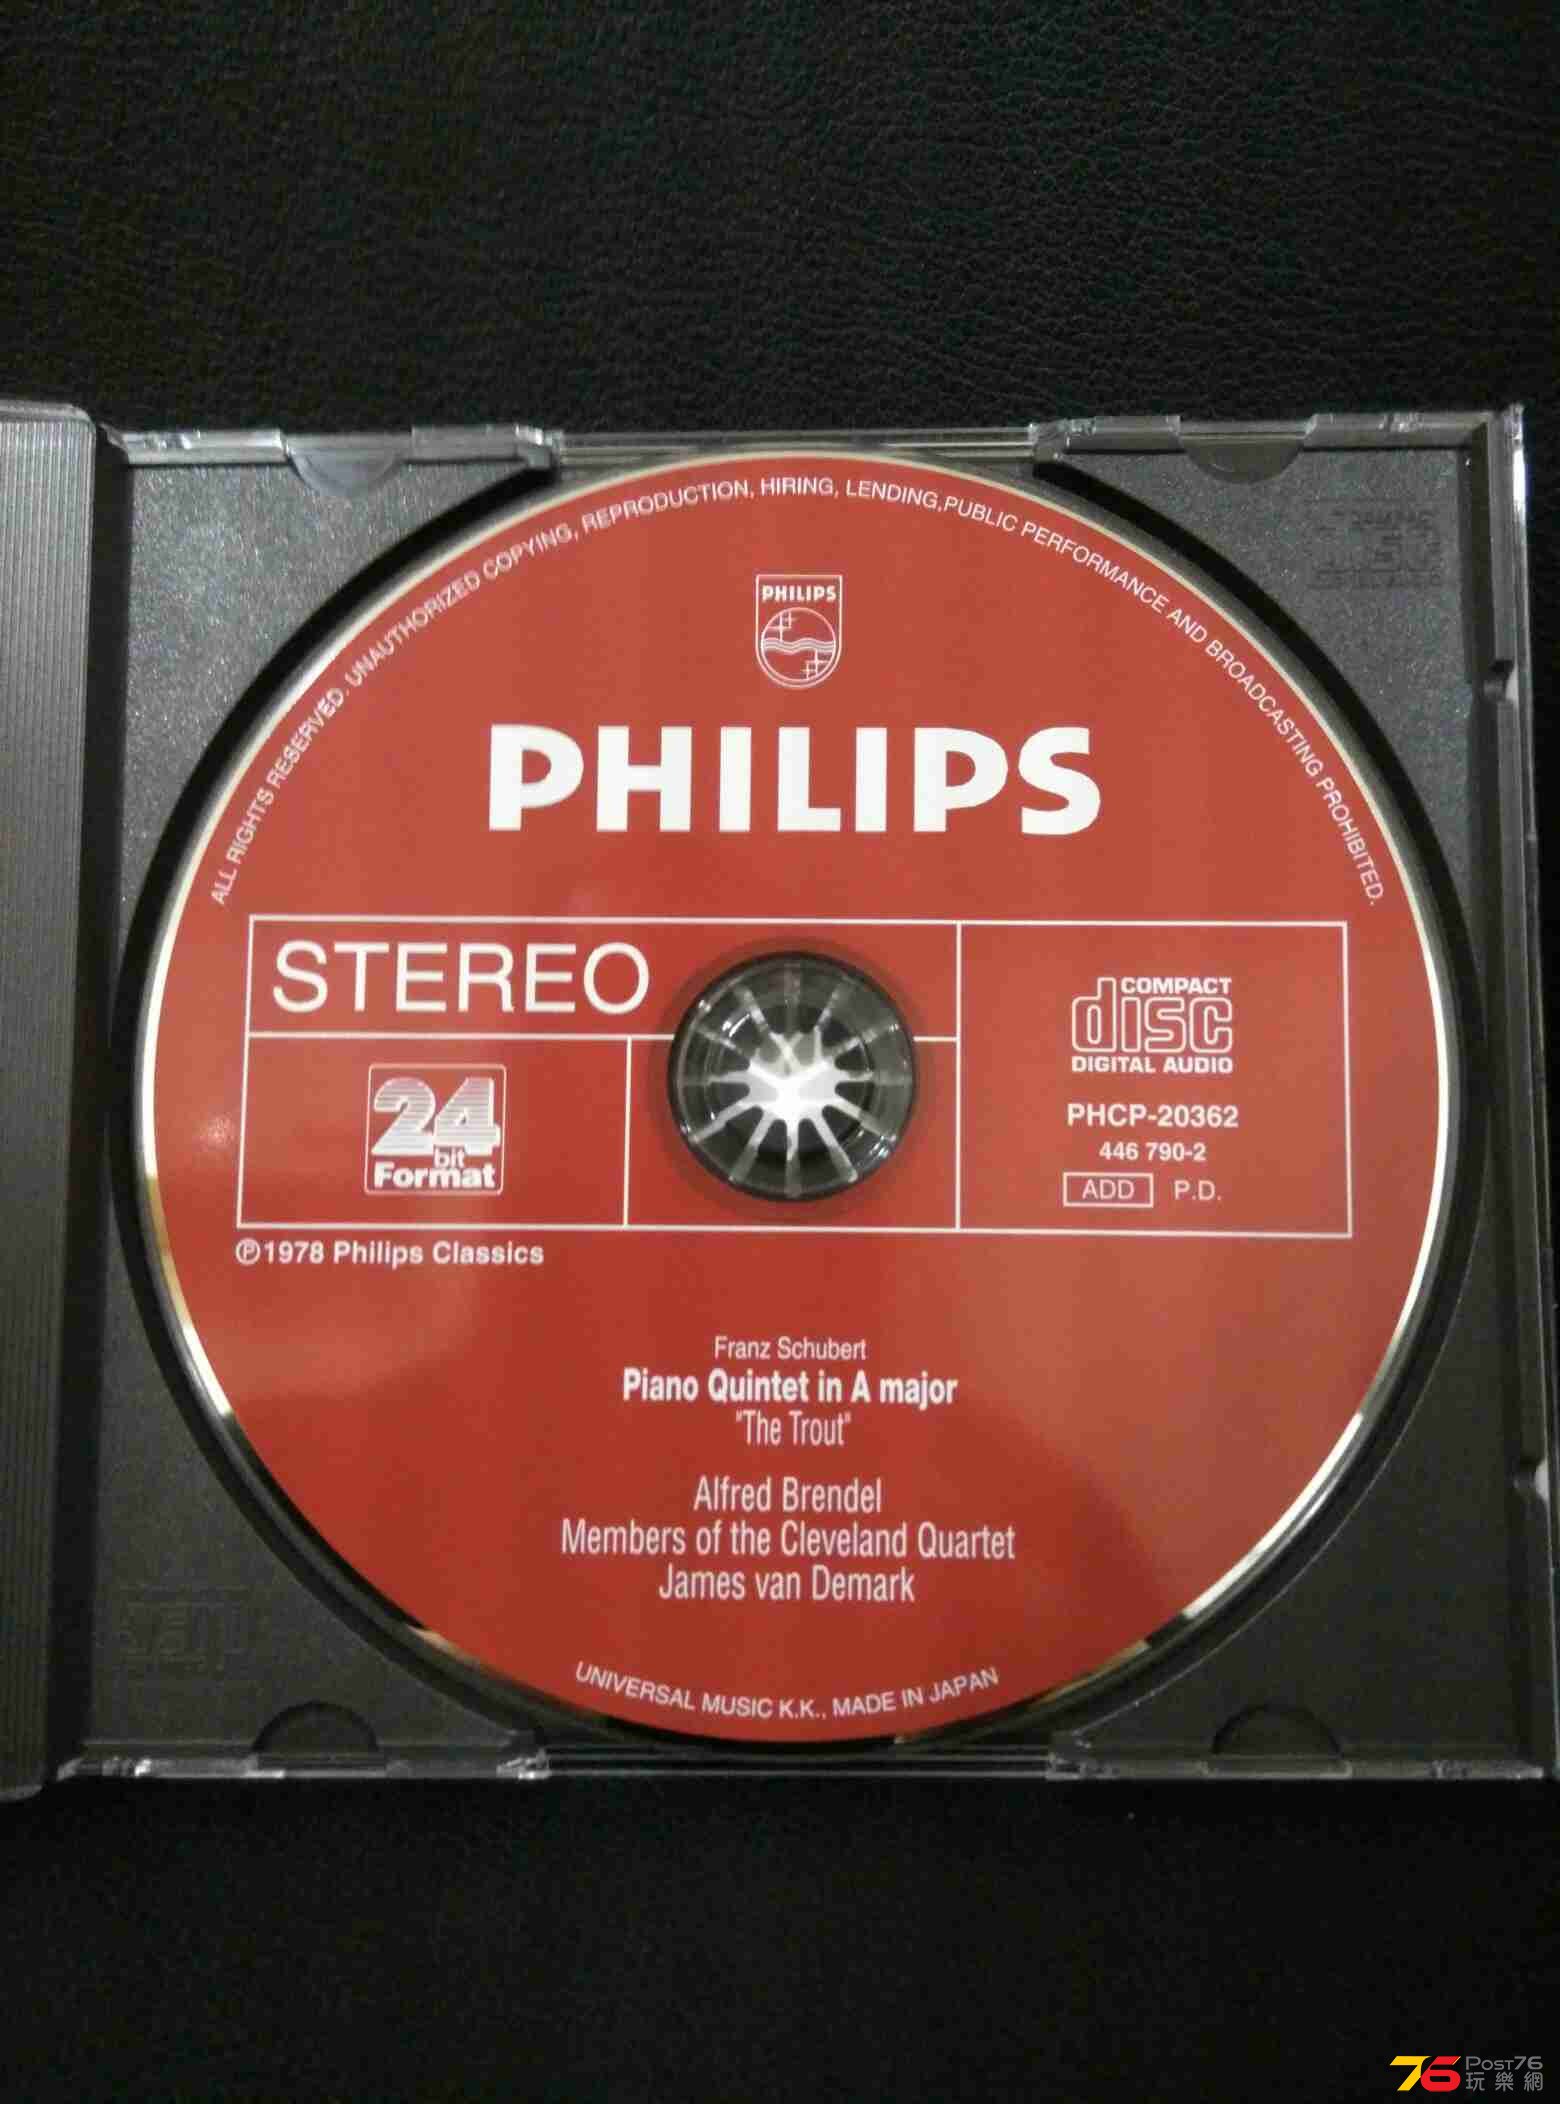 ALL RIGHTS RESERVED. UNAUTHORIZED COPYING, REPRODUCTION, HIRING, LENDING,PUBLIC PERFORMANCE AND BROADCASTING PROHIBITED.
PHILIPS
PHILIPS
STEREO
COMPACT
disc
DIGITAL AUDIO
24
bit
Format
PHCP-20362
446 790-2
ADD P.D.
Ⓟ1978 Philips Classics
Franz Schubert
Piano Quintet in A major
"The Trout"
Alfred Brendel
Members of the Cleveland Quartet
James van Demark
UNIVERSAL MUSIC K.K., MADE IN JAPAN
76 POST76
玩樂網